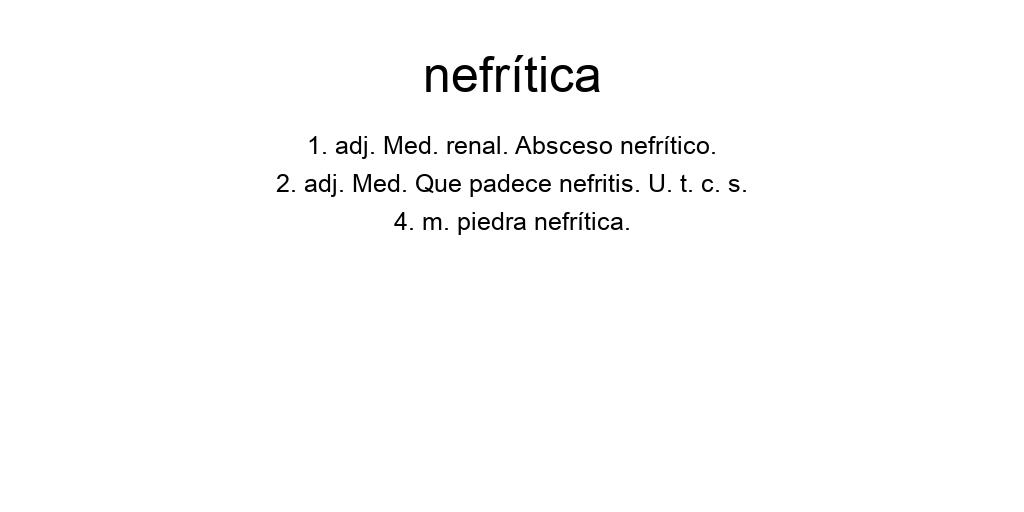 nefrítica
1. adj. Med. renal. Absceso nefrítico.
2. adj. Med. Que padece nefritis. U. t. c. s.
4. m. piedra nefrítica.